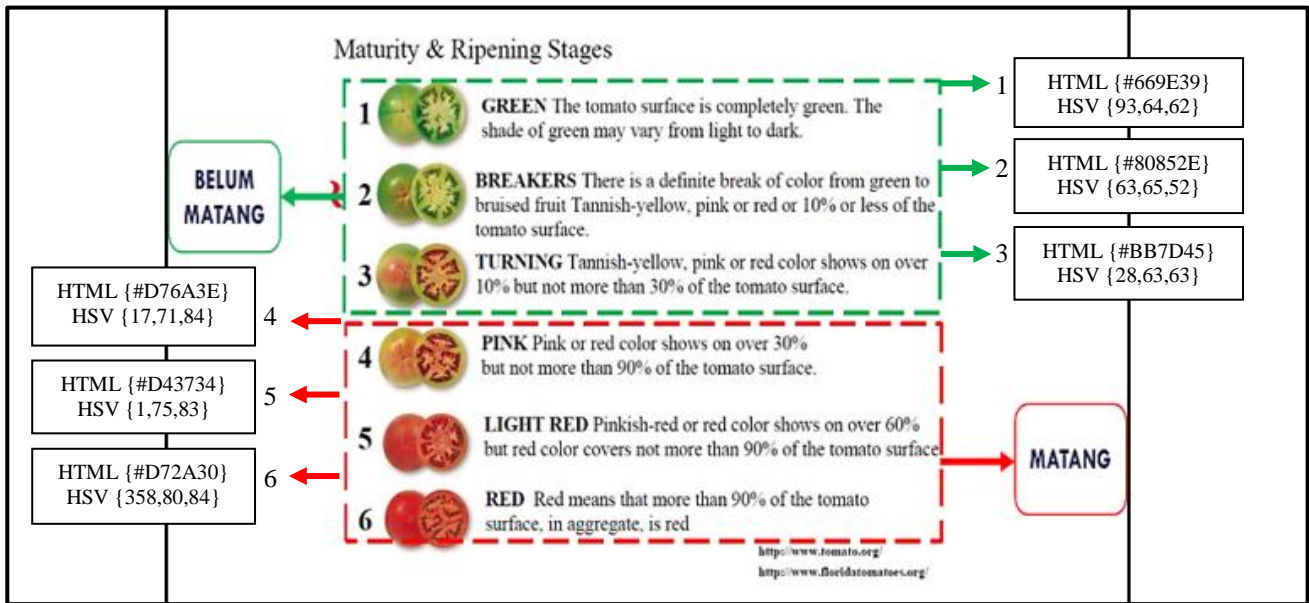 Maturity & Ripening Stages
1
GREEN The tomato surface is completely green. The
shade of green may vary from light to dark.
2
BREAKERS There is a definite break of color from green to
bruised fruit Tannish-yellow, pink or red or 10% or less of the
tomato surface.
3
TURNING Tannish-yellow, pink or red color shows on over
10% but not more than 30% of the tomato surface.
4
PINK Pink or red color shows on over 30%
but not more than 90% of the tomato surface.
5
LIGHT RED Pinkish-red or red color shows on over 60%
but red color covers not more than 90% of the tomato surface
6
RED Red means that more than 90% of the tomato
surface, in aggregate, is red
http://www.tomato.org/
http://www.floridatomatoes.org/
BELUM
MATANG
MATANG
1
HTML {#669E39}
HSV {93,64,62}
2
HTML {#80852E}
HSV {63,65,52}
3
HTML {#BB7D45}
HSV {28,63,63}
HTML {#D76A3E}
HSV {17,71,84}
4
HTML {#D43734}
HSV {1,75,83}
5
HTML {#D72A30}
HSV {358,80,84}
6